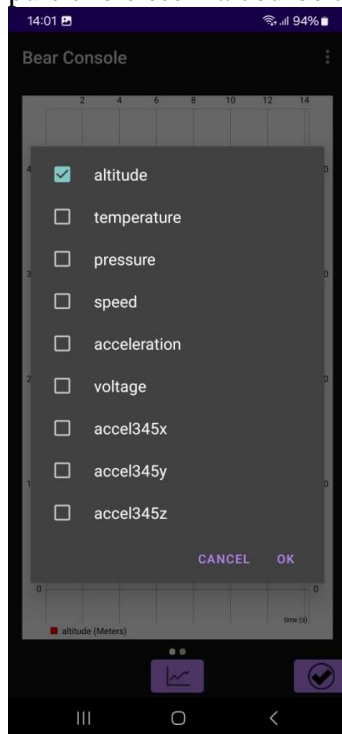 14:01 94%
Bear Console
2 4 6 8 10 12 14
altitude
temperature
pressure
speed
acceleration
voltage
accel345x
accel345y
accel345z
CANCEL OK
0 0
time (s)
altitude (Meters)